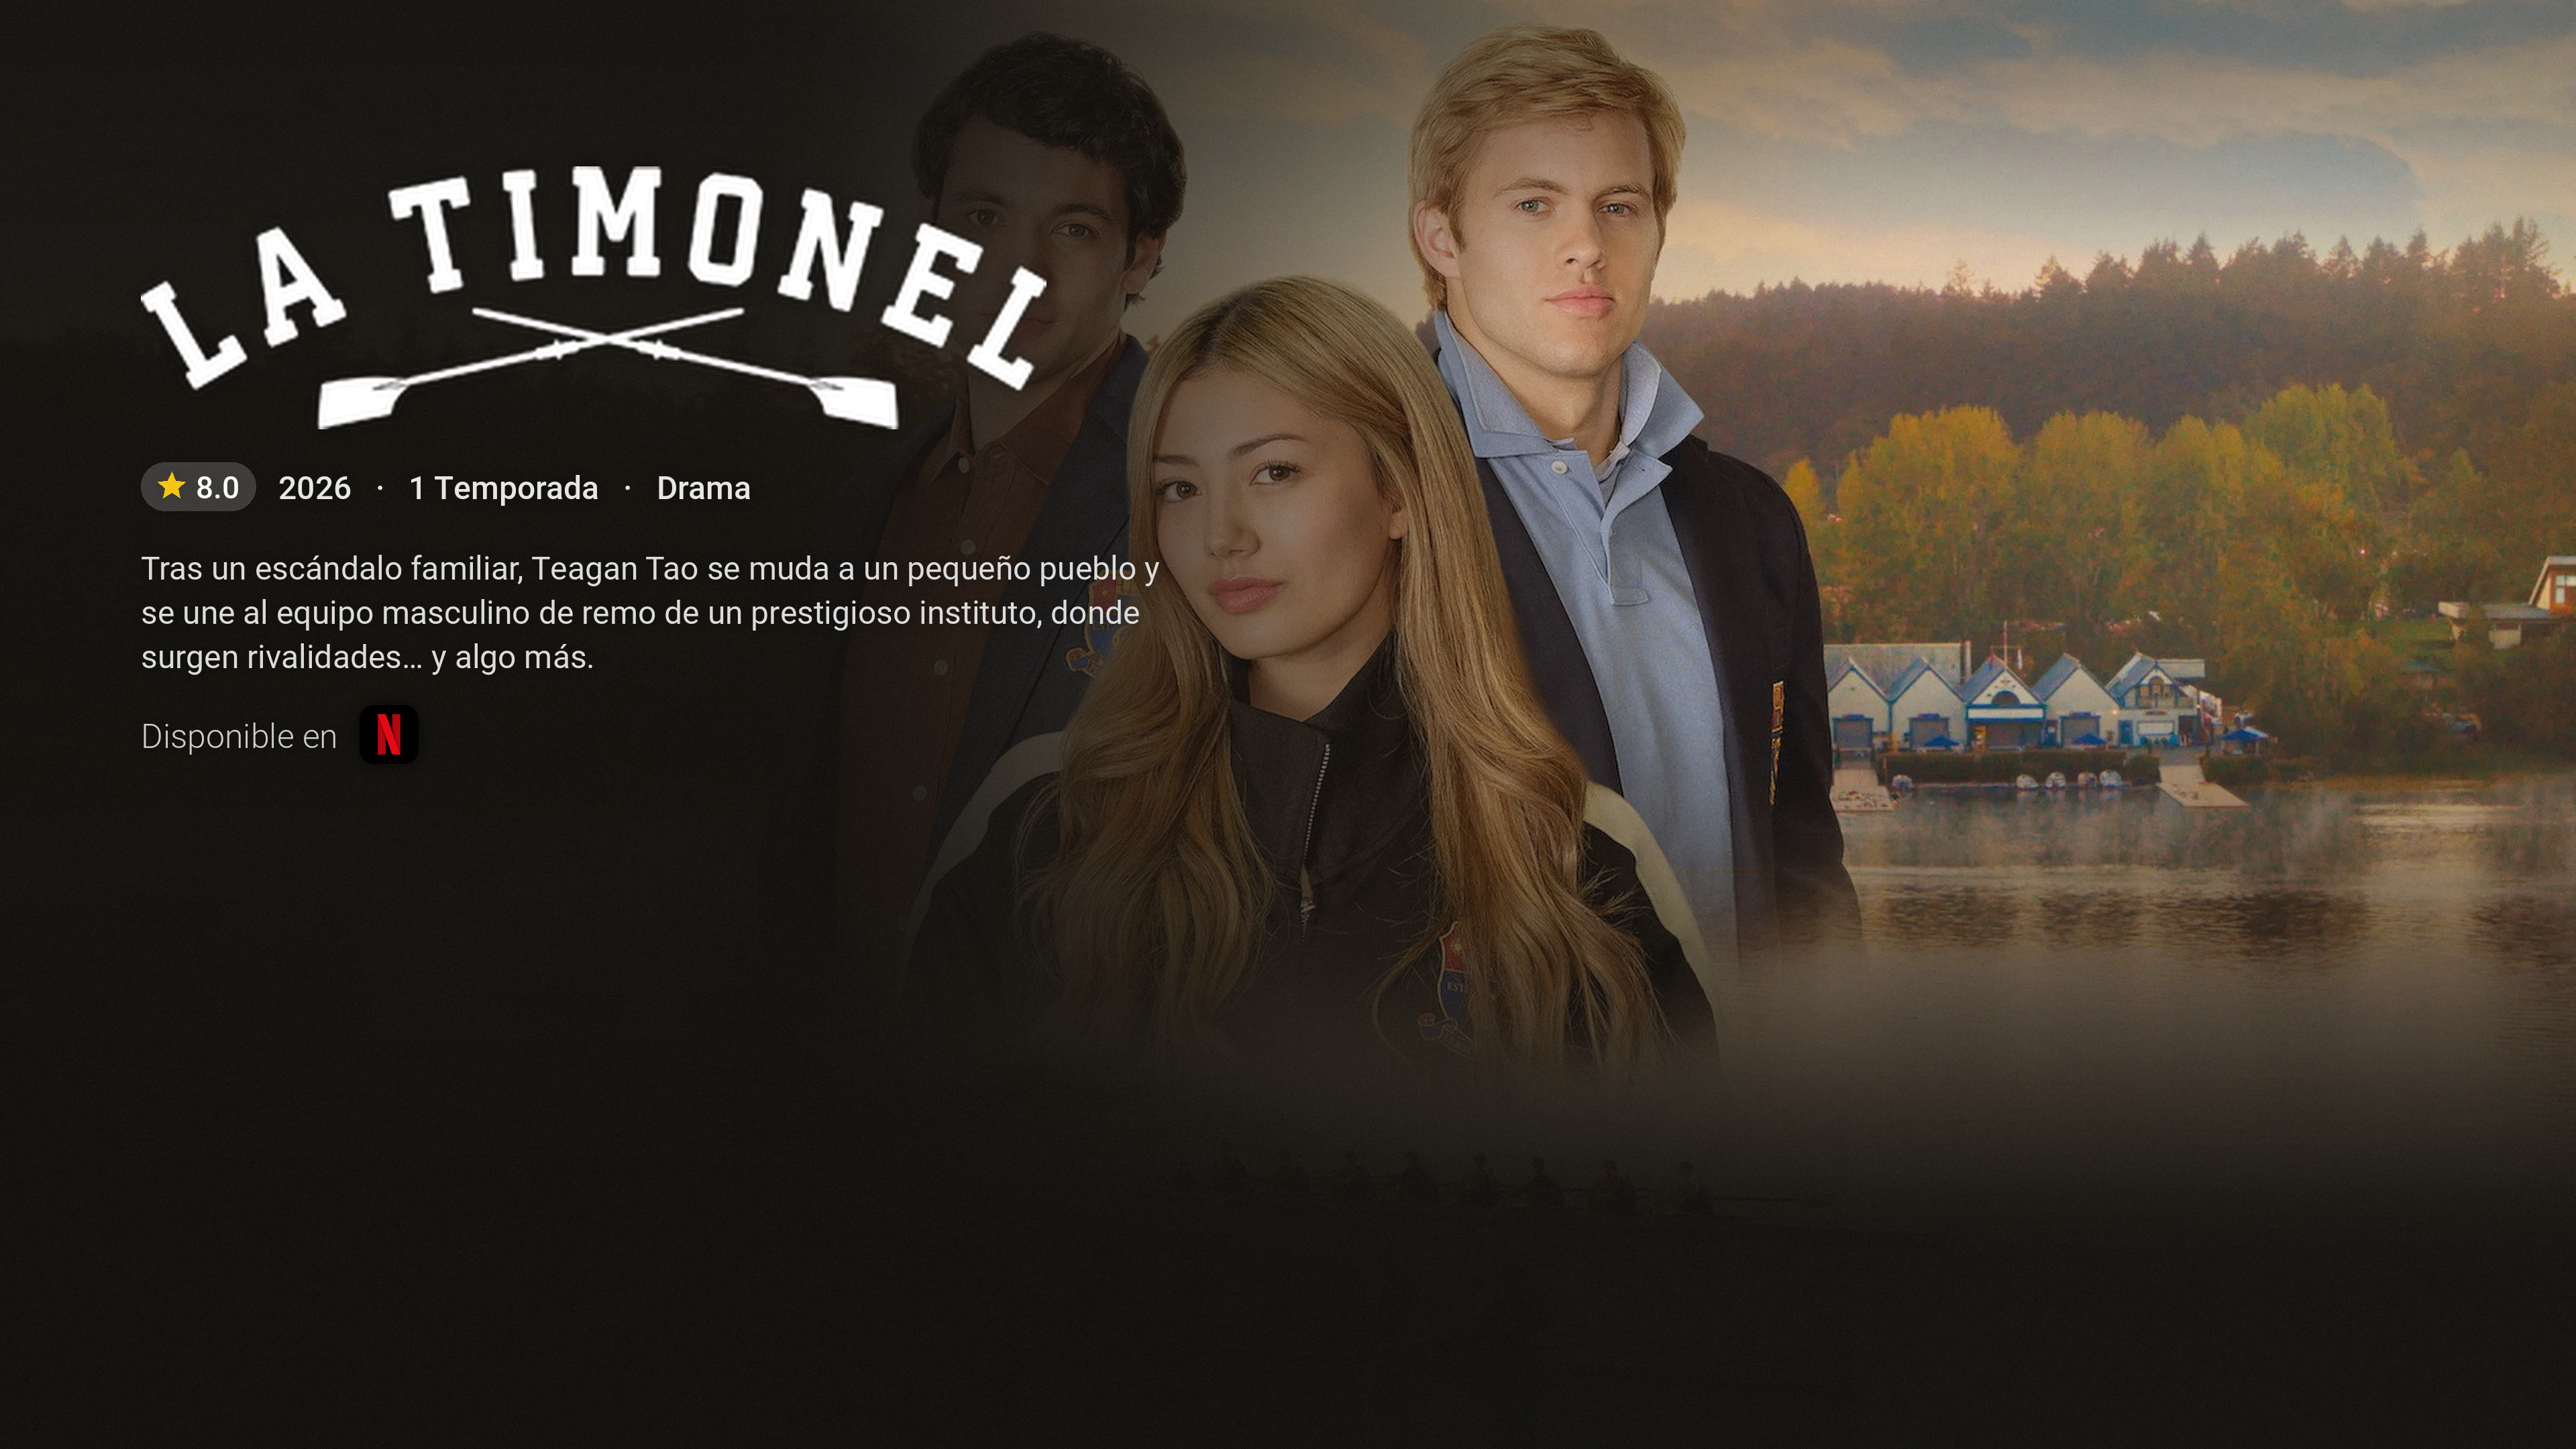 LA TIMONEL
8.0 2026 · 1 Temporada · Drama
Tras un escándalo familiar, Teagan Tao se muda a un pequeño pueblo y
se une al equipo masculino de remo de un prestigioso instituto, donde
surgen rivalidades... y algo más.
Disponible en N
EST